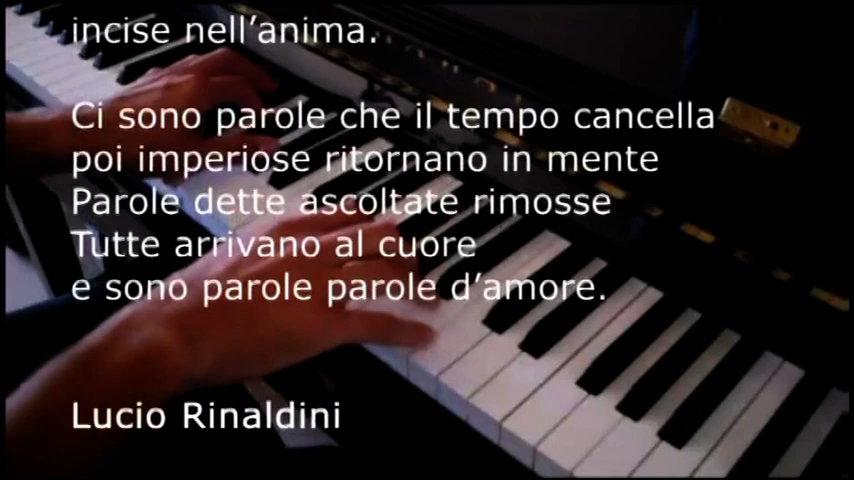 incise nell’anima.
Ci sono parole che il tempo cancella
poi imperiose ritornano in mente
Parole dette ascoltate rimosse
Tutte arrivano al cuore
e sono parole parole d’amore.
Lucio Rinaldini